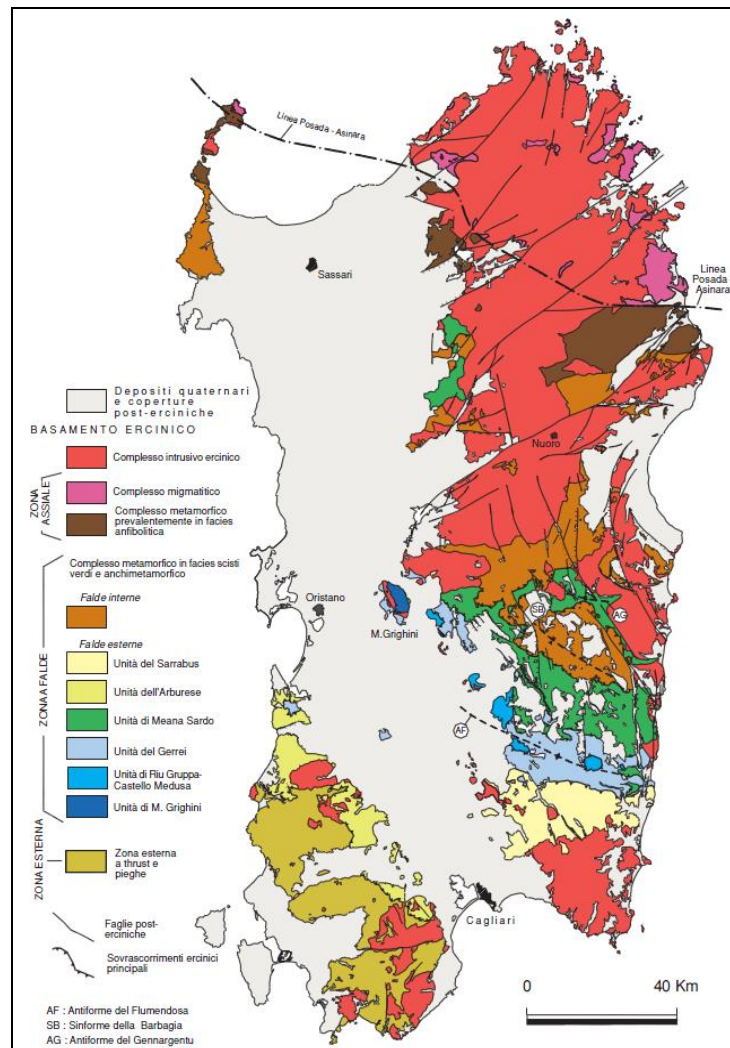 Linea Posada - Asinara
Sassari
Linea
Posada
Asinara
Nuoro
Oristano
M.Grighini
SB
AG
AF
Cagliari
Depositi quaternari
e coperture
post-erciniche
BASAMENTO ERCINICO
Complesso intrusivo ercinico
ZONA
ASSIALE
Complesso migmatitico
Complesso metamorfico
prevalentemente in facies
anfibolitica
ZONA A FALDE
Complesso metamorfico in facies scisti
verdi e anchimetamorfico
Falde interne
Falde esterne
Unità del Sarrabus
Unità dell'Arburese
Unità di Meana Sardo
Unità del Gerrei
Unità di Riu Gruppa-
Castello Medusa
Unità di M. Grighini
ZONA ESTERNA
Zona esterna
a thrust e
pieghe
Faglie post-
erciniche
Sovrascorrimenti ercinici
principali
AF : Antiforme del Flumendosa
SB : Sinforme della Barbagia
AG : Antiforme del Gennargentu
0 40 Km